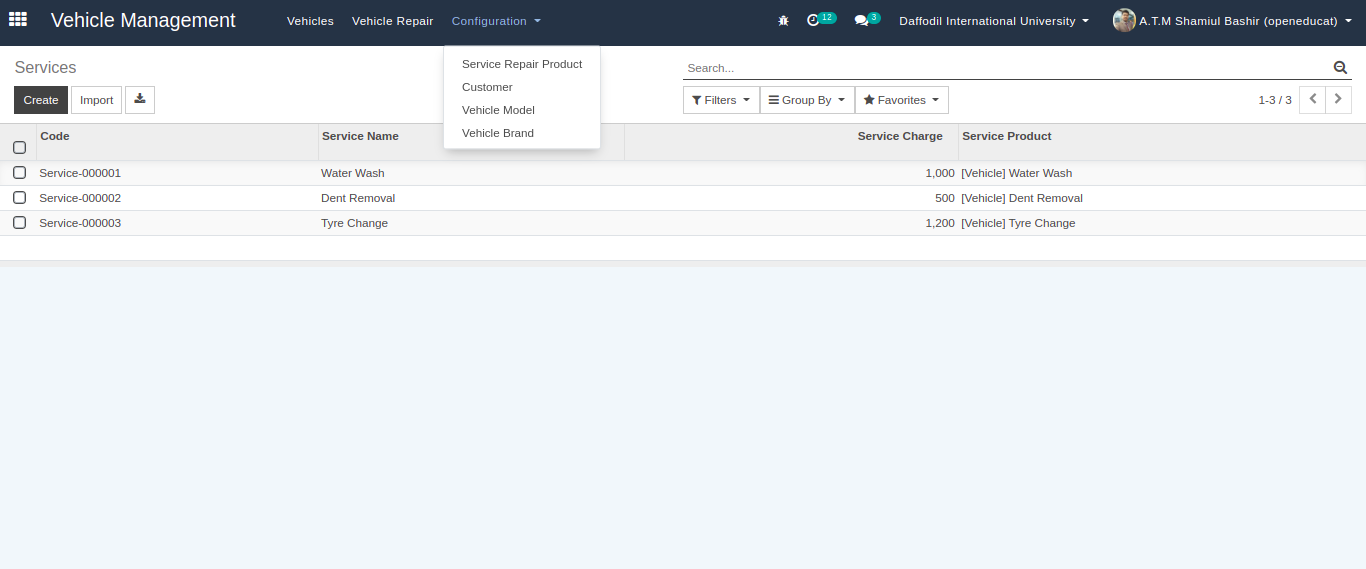 Vehicle Management Vehicles Vehicle Repair Configuration 12 3 Daffodil International University A.T.M Shamiul Bashir (openeducat)
Services
Search...
Service Repair Product
Customer
Vehicle Model
Vehicle Brand
Create Import Filters Group By Favorites 1-3 / 3
Code Service Name Service Charge Service Product
Service-000001 Water Wash 1,000 [Vehicle] Water Wash
Service-000002 Dent Removal 500 [Vehicle] Dent Removal
Service-000003 Tyre Change 1,200 [Vehicle] Tyre Change